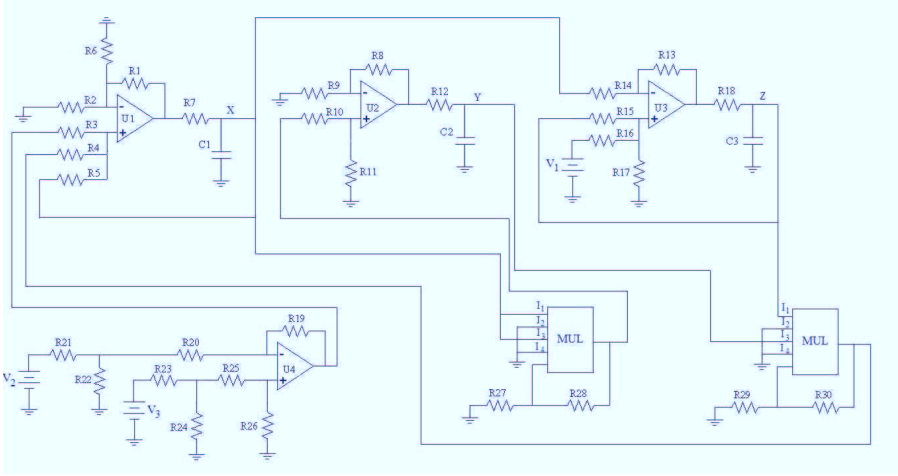 R6
R1
R2
R3
R4
R5
U1
R7
X
C1
R8
R9
R10
U2
R11
R12
Y
C2
R13
R14
R15
R16
U3
R17
R18
Z
C3
V1
I1
I2
I3
I4
MUL
R27
R28
I1
I2
I3
I4
MUL
R29
R30
R19
R21
R20
U4
R22
V2
R23
R25
V3
R24
R26